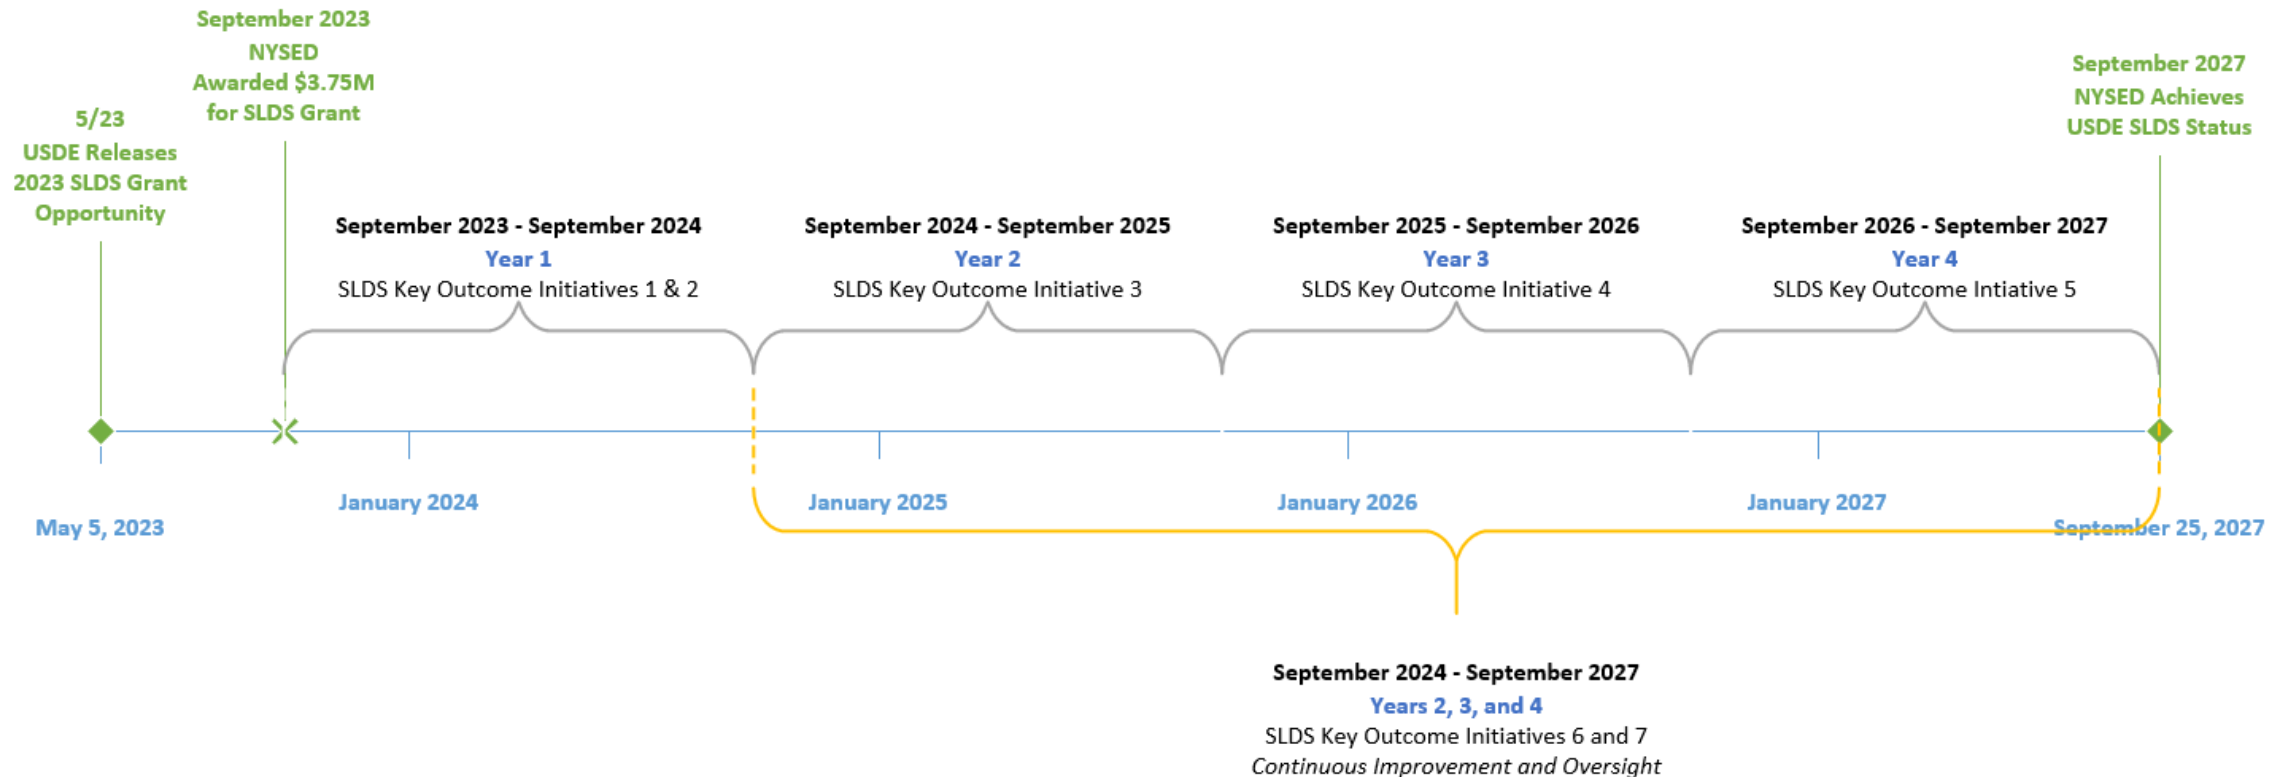 September 2023
NYSED
Awarded $3.75M
for SLDS Grant
5/23
USDE Releases
2023 SLDS Grant
Opportunity
September 2027
NYSED Achieves
USDE SLDS Status
September 2023 - September 2024
Year 1
SLDS Key Outcome Initiatives 1 & 2
September 2024 - September 2025
Year 2
SLDS Key Outcome Initiative 3
September 2025 - September 2026
Year 3
SLDS Key Outcome Initiative 4
September 2026 - September 2027
Year 4
SLDS Key Outcome Intiative 5
May 5, 2023
January 2024
January 2025
January 2026
January 2027
September 25, 2027
September 2024 - September 2027
Years 2, 3, and 4
SLDS Key Outcome Initiatives 6 and 7
Continuous Improvement and Oversight